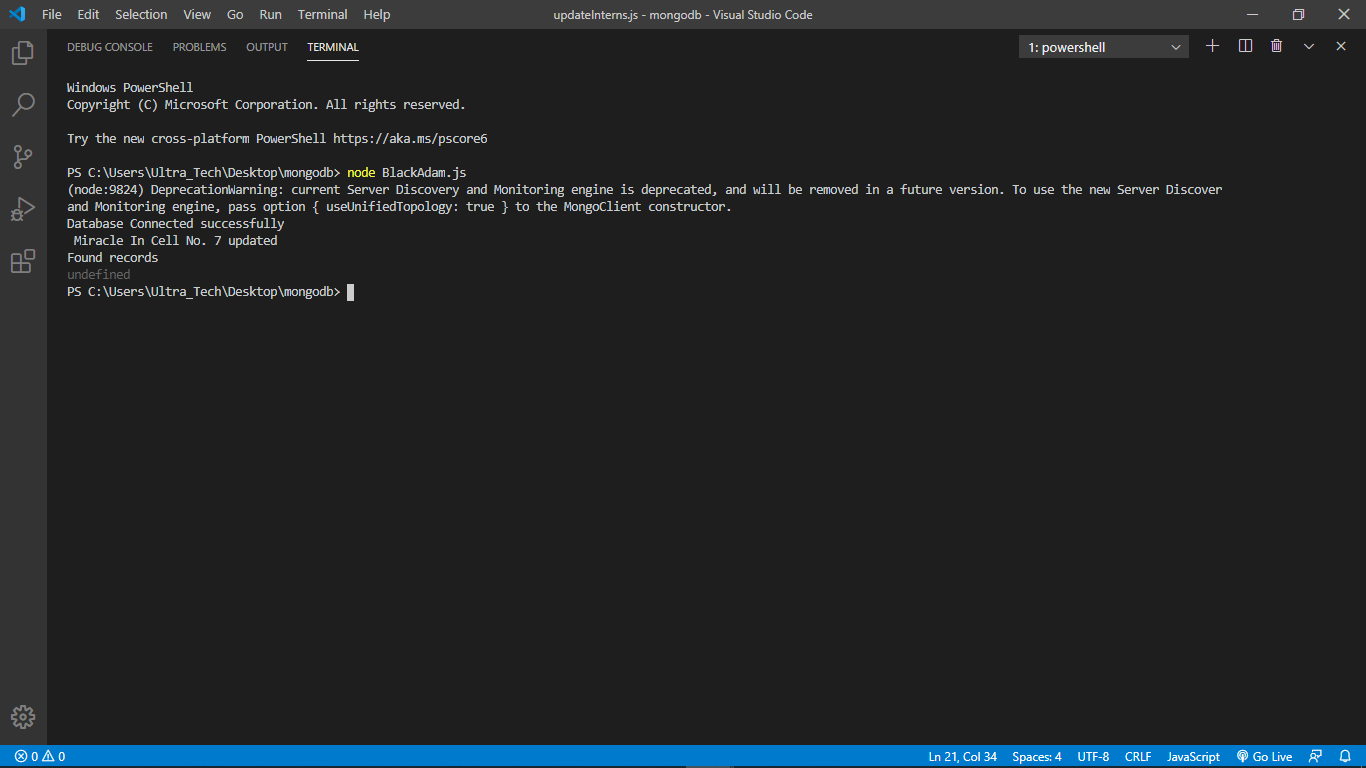 File Edit Selection View Go Run Terminal Help updateInterns.js - mongodb - Visual Studio Code
DEBUG CONSOLE PROBLEMS OUTPUT TERMINAL 1: powershell
Windows PowerShell
Copyright (C) Microsoft Corporation. All rights reserved.
Try the new cross-platform PowerShell https://aka.ms/pscore6
PS C:\Users\Ultra_Tech\Desktop\mongodb> node BlackAdam.js
(node:9824) DeprecationWarning: current Server Discovery and Monitoring engine is deprecated, and will be removed in a future version. To use the new Server Discover
and Monitoring engine, pass option { useUnifiedTopology: true } to the MongoClient constructor.
Database Connected successfully
Miracle In Cell No. 7 updated
Found records
undefined
PS C:\Users\Ultra_Tech\Desktop\mongodb>
0 0 Ln 21, Col 34 Spaces: 4 UTF-8 CRLF JavaScript Go Live